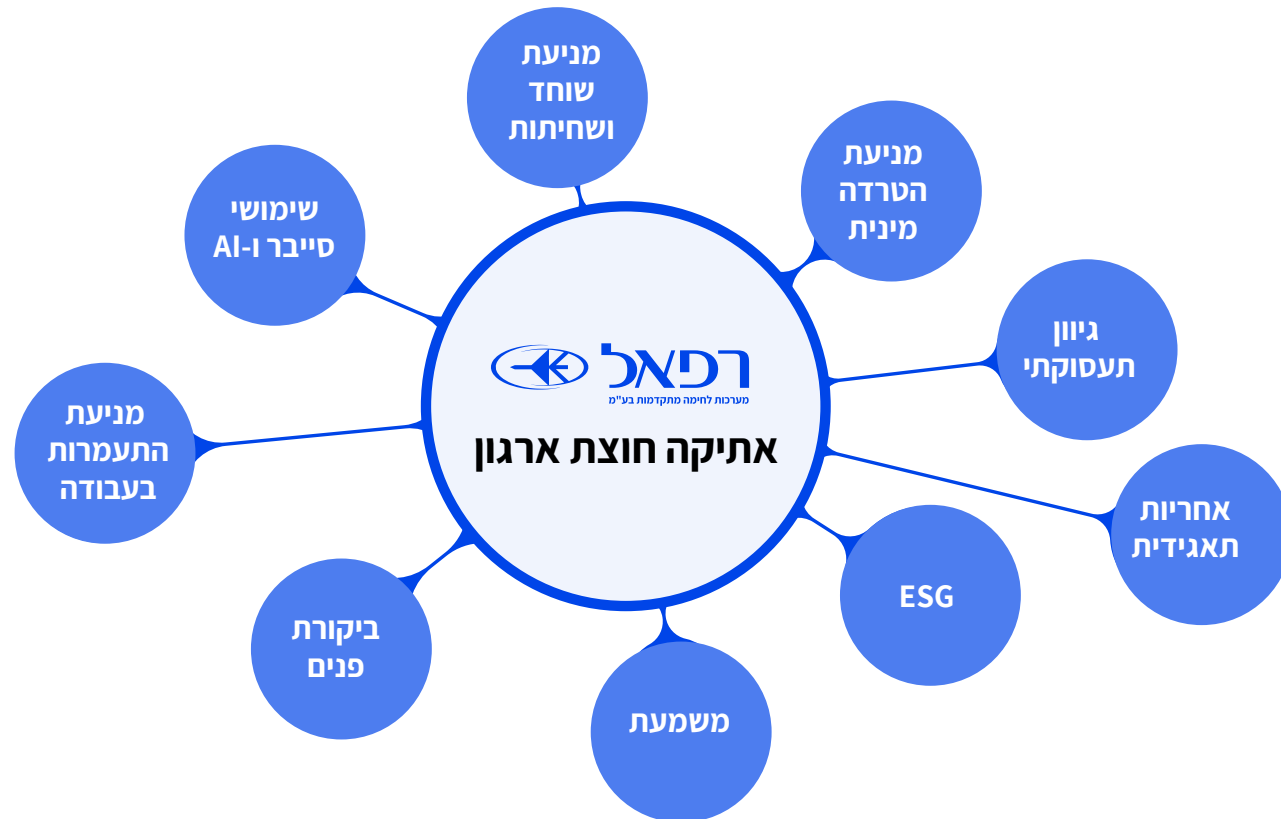 מניעת
שוחד
ושחיתות
מניעת
הטרדה
מינית
שימושי
סייבר ו-AI
גיוון
תעסוקתי
רפאל
מערכות לחימה מתקדמות בע"מ
אתיקה חוצת ארגון
מניעת
התעמרות
בעבודה
אחריות
תאגידית
ESG
ביקורת
פנים
משמעת